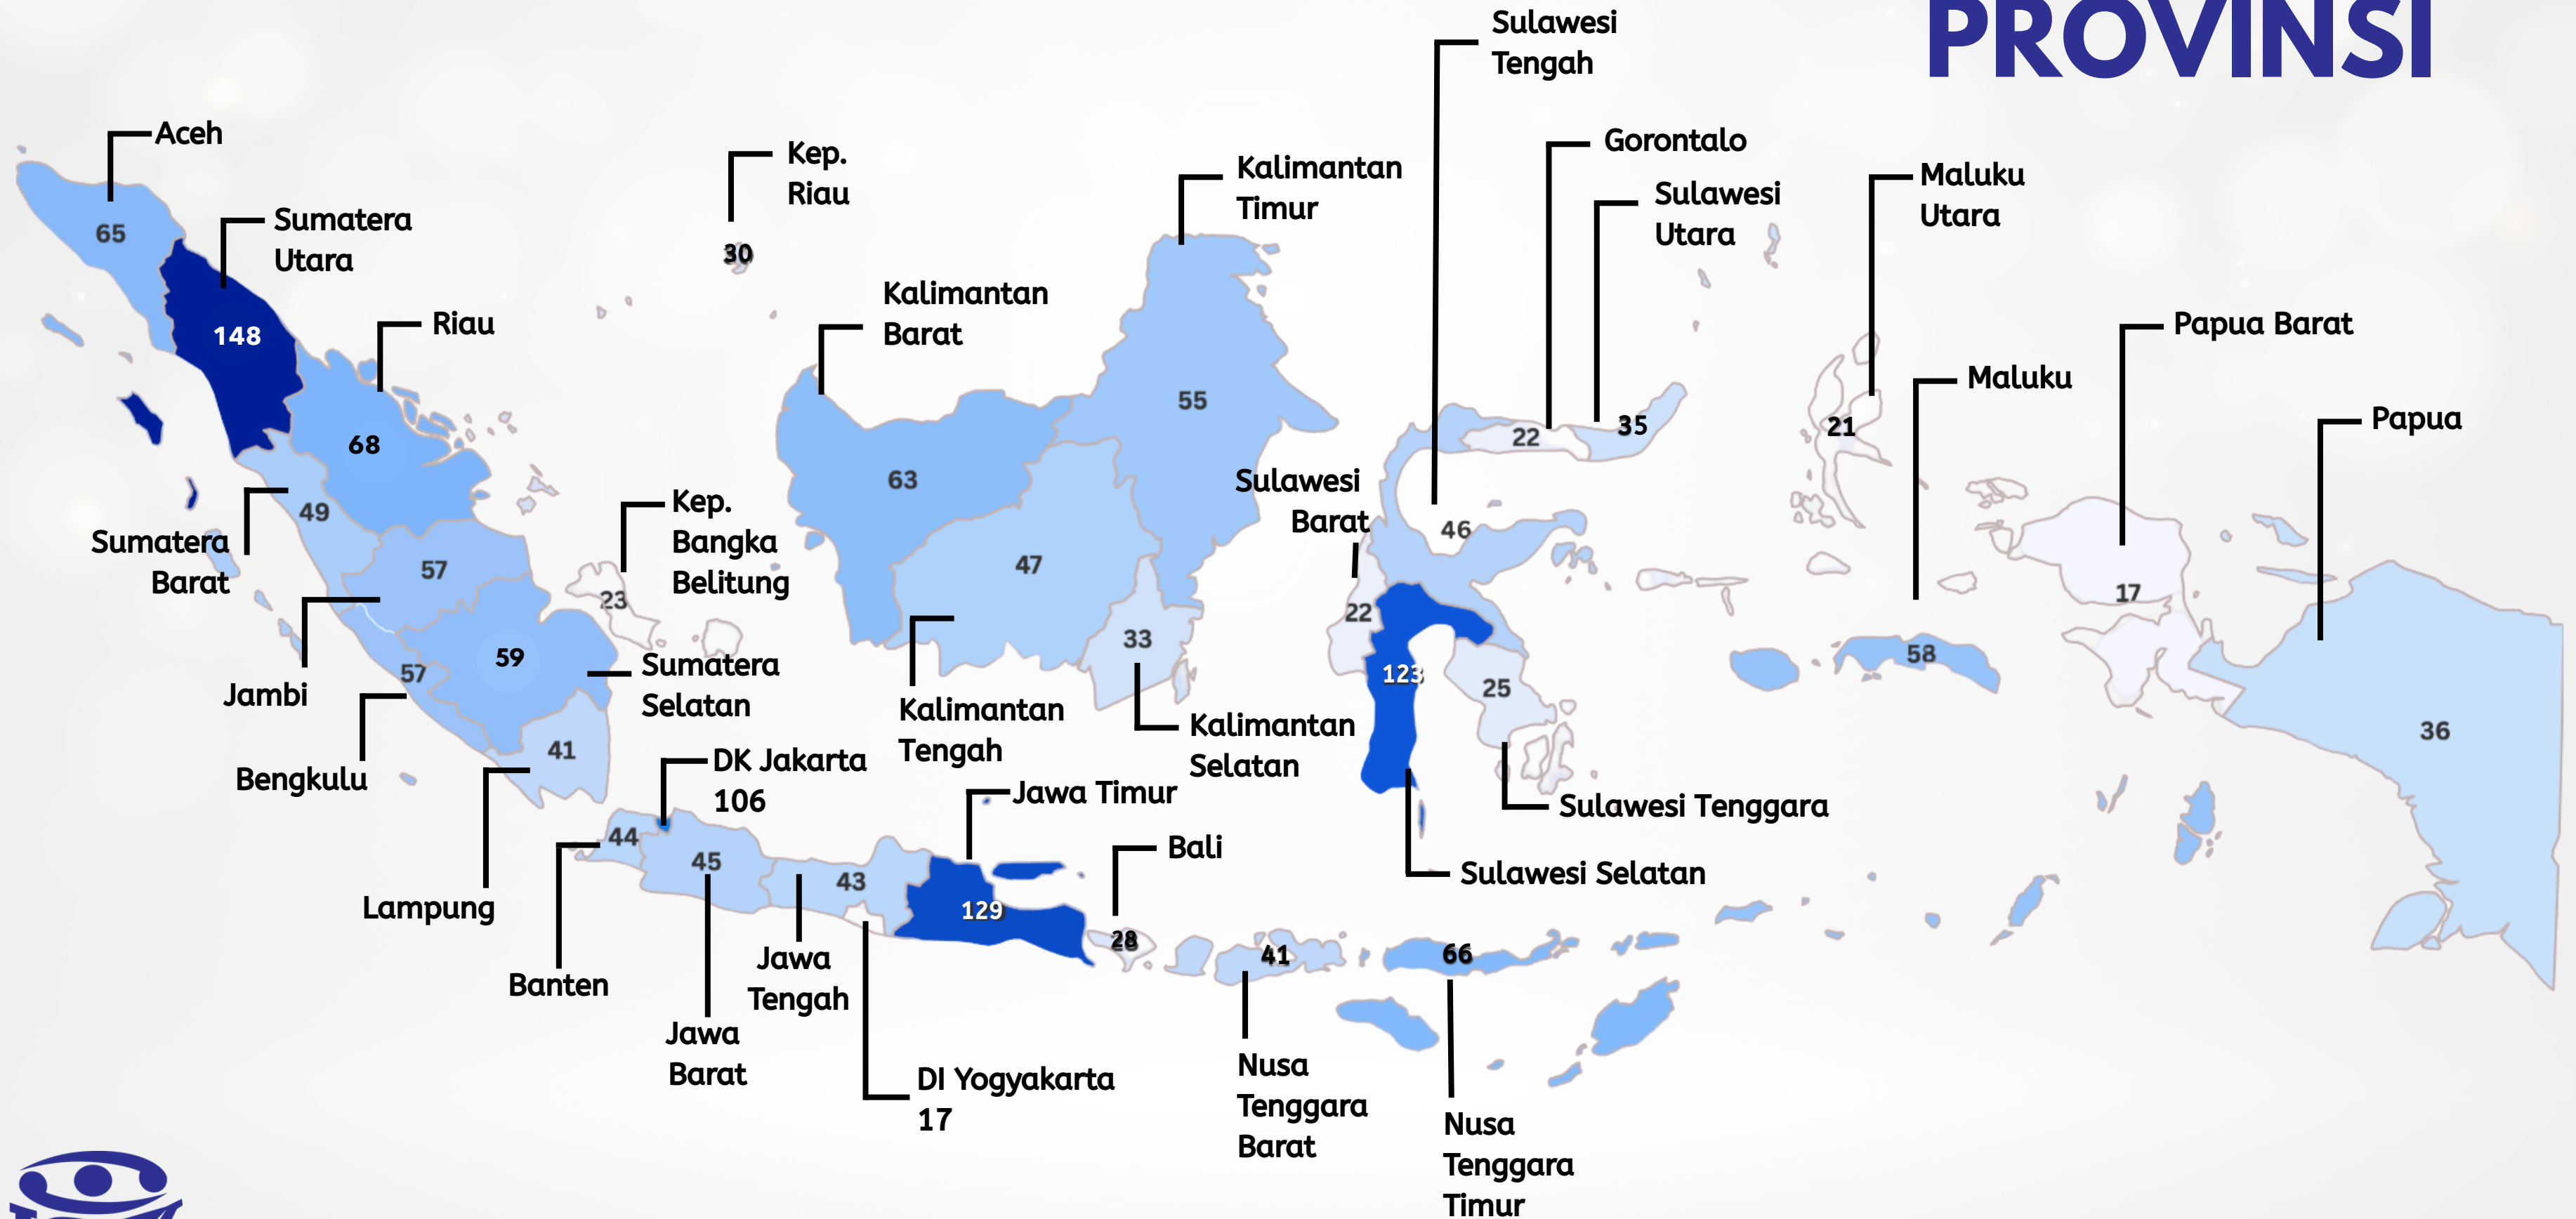 PROVINSI
Sulawesi
Tengah
Aceh
65
Sumatera
Utara
148
Kep.
Riau
30
Kalimantan
Timur
55
Gorontalo
22
Sulawesi
Utara
35
Maluku
Utara
21
Papua Barat
17
Maluku
58
Papua
36
Riau
68
Kalimantan
Barat
63
Sumatera
Barat
49
Kep.
Bangka
Belitung
23
47
Sulawesi
Barat
22
46
57
Jambi
57
Bengkulu
59
Sumatera
Selatan
41
Lampung
Kalimantan
Tengah
33
Kalimantan
Selatan
123
25
Sulawesi Tenggara
Sulawesi Selatan
DK Jakarta
106
Jawa Timur
129
Bali
28
44
Banten
45
Jawa
Barat
43
Jawa
Tengah
DI Yogyakarta
17
41
Nusa
Tenggara
Barat
66
Nusa
Tenggara
Timur